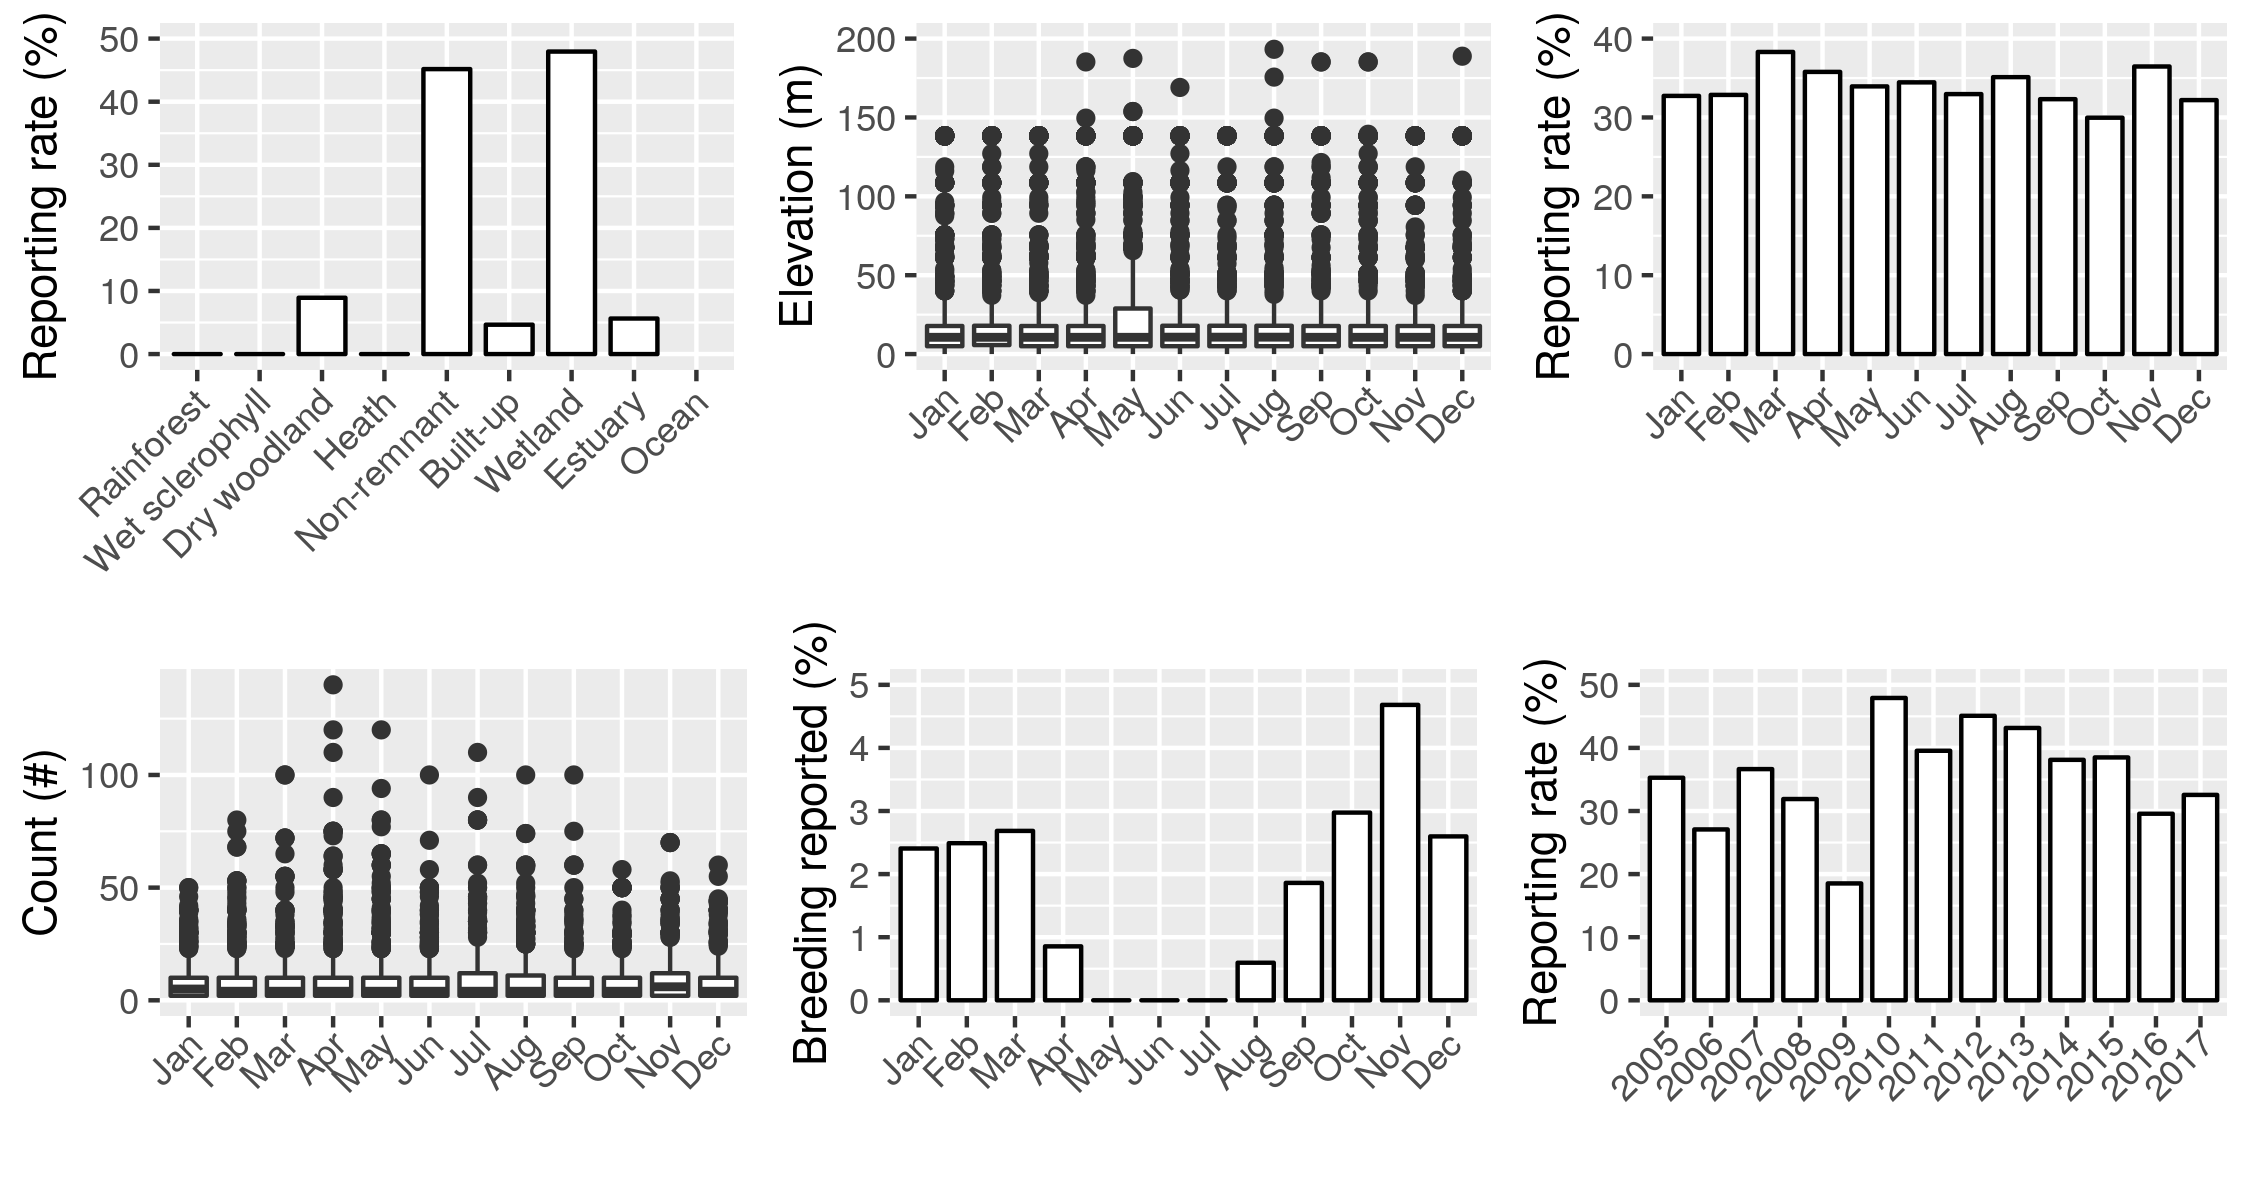 Reporting rate (%)
50
40
30
20
10
0
Rainforest
Wet sclerophyll
Dry woodland
Heath
Non-remnant
Built-up
Wetland
Estuary
Ocean
Elevation (m)
200
150
100
50
0
Jan
Feb
Mar
Apr
May
Jun
Jul
Aug
Sep
Oct
Nov
Dec
Reporting rate (%)
40
30
20
10
0
Jan
Feb
Mar
Apr
May
Jun
Jul
Aug
Sep
Oct
Nov
Dec
Count (#)
100
50
0
Jan
Feb
Mar
Apr
May
Jun
Jul
Aug
Sep
Oct
Nov
Dec
Breeding reported (%)
5
4
3
2
1
0
Jan
Feb
Mar
Apr
May
Jun
Jul
Aug
Sep
Oct
Nov
Dec
Reporting rate (%)
50
40
30
20
10
0
2005
2006
2007
2008
2009
2010
2011
2012
2013
2014
2015
2016
2017